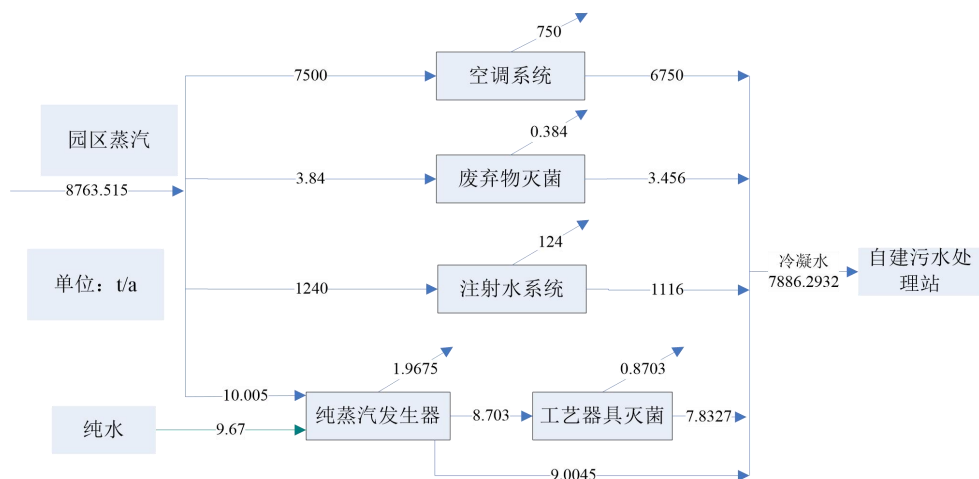 750
7500
空调系统
6750
园区蒸汽
8763.515
0.384
3.84
废弃物灭菌
3.456
124
单位：t/a
1240
注射水系统
1116
冷凝水
7886.2932
自建污水处
理站
1.9675
0.8703
10.005
纯蒸汽发生器
8.703
工艺器具灭菌
7.8327
纯水
9.67
9.0045